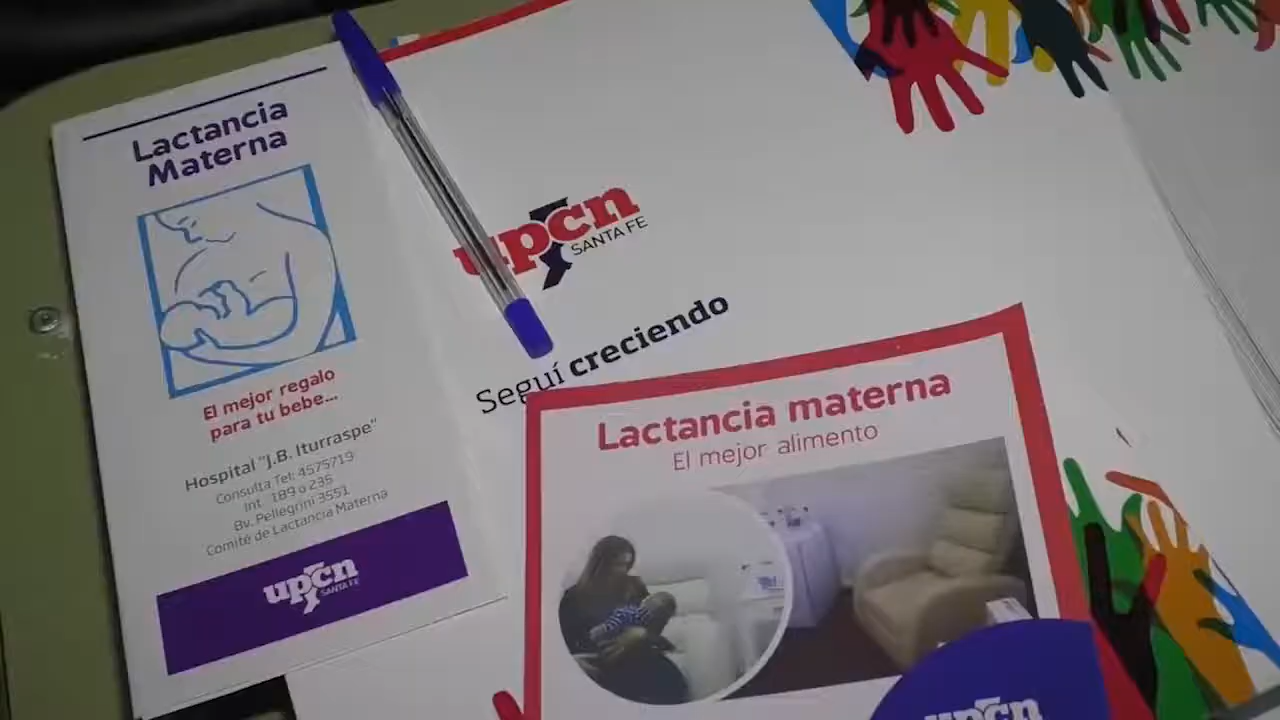 Lactancia
Materna
El mejor regalo
para tu bebe...
Hospital "J.B. Iturraspe"
Consulta Tel: 4575719
Int. 189 o 235
Bv. Pellegrini 3551
Comité de Lactancia Materna
upcn
SANTA FE
upcn
SANTA FE
Seguí creciendo
Lactancia materna
El mejor alimento
upcn